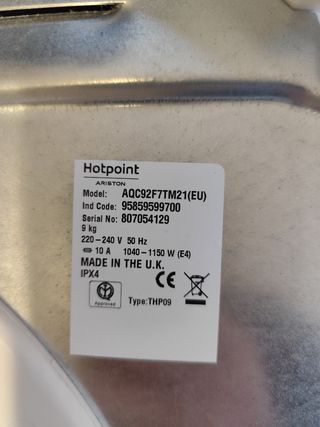 Hotpoint
ARISTON
Model: AQC92F7TM21(EU)
Ind Code: 95859599700
Serial No: 807054129
9 kg
220-240 V 50 Hz
10 A 1040-1150 W (E4)
MADE IN THE U.K.
IPX4
CE
Approved
Type:THP09